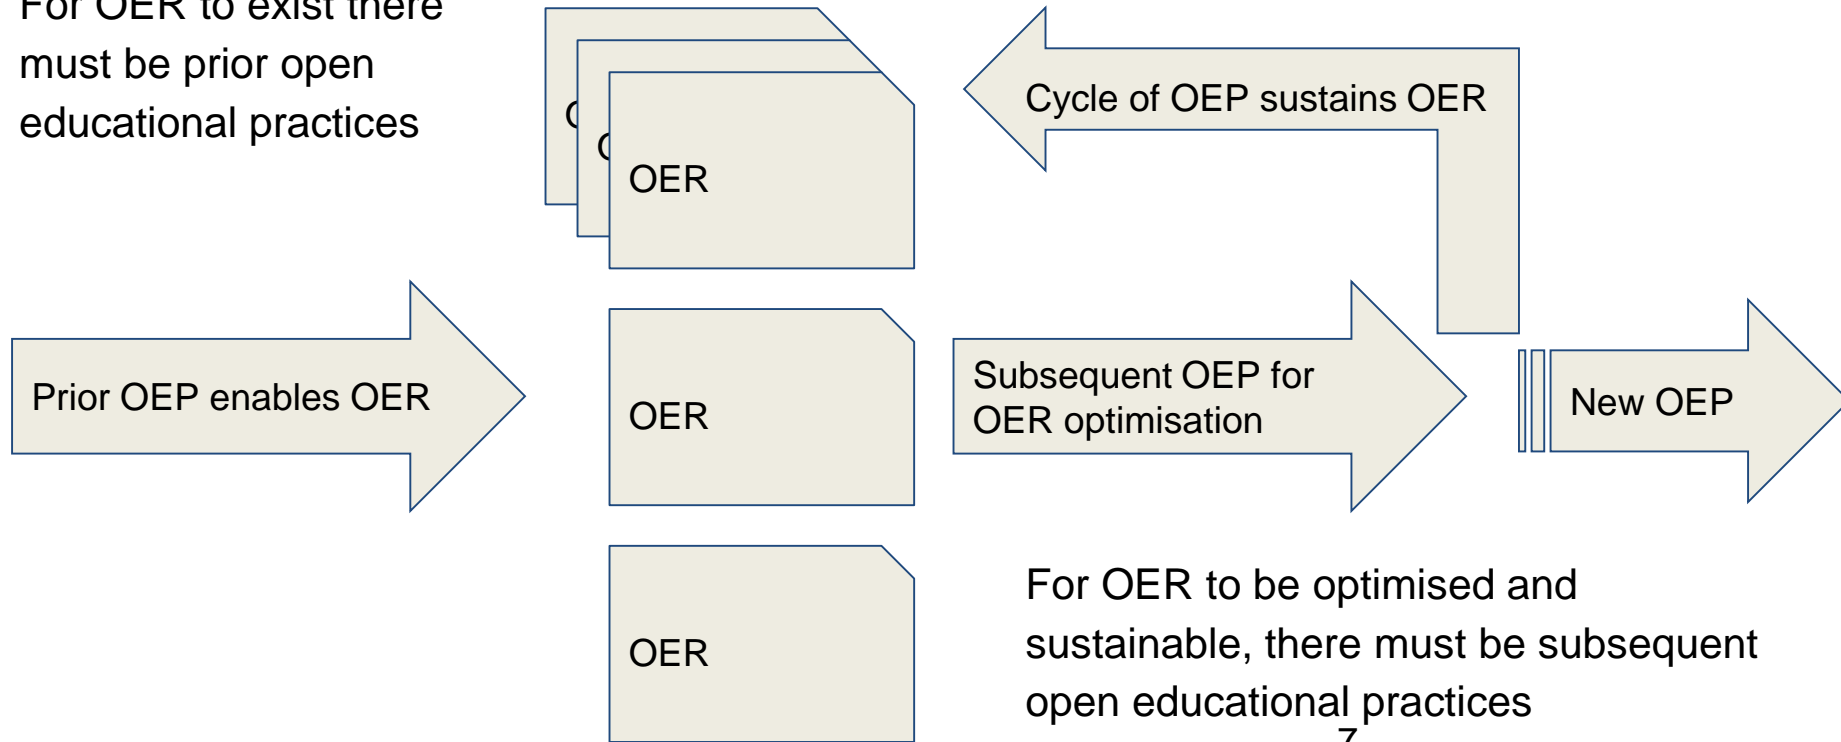 For OER to exist there
must be prior open
educational practices
OER
Cycle of OEP sustains OER
Prior OEP enables OER
OER
Subsequent OEP for
OER optimisation
New OEP
OER
For OER to be optimised and
sustainable, there must be subsequent
open educational practices
7